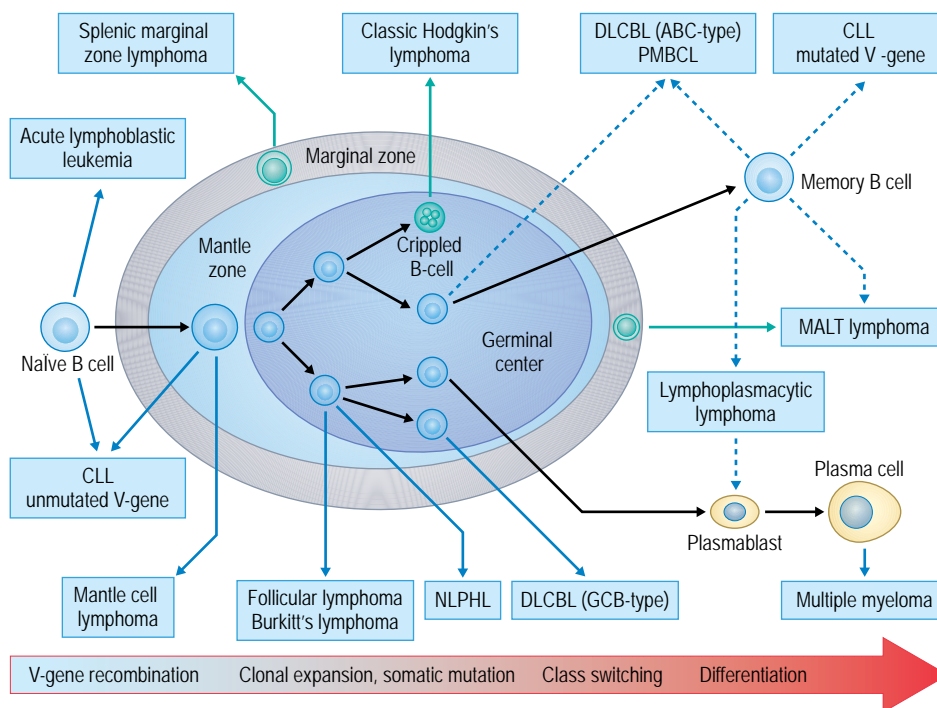 Splenic marginal
zone lymphoma
Classic Hodgkin's
lymphoma
DLCBL (ABC-type)
PMBCL
CLL
mutated V -gene
Acute lymphoblastic
leukemia
Marginal zone
Memory B cell
Mantle
zone
Crippled
B-cell
NaÏve B cell
Germinal
center
MALT lymphoma
Lymphoplasmacytic
lymphoma
CLL
unmutated V-gene
Plasma cell
Plasmablast
Mantle cell
lymphoma
Follicular lymphoma
Burkitt's lymphoma
NLPHL
DLCBL (GCB-type)
Multiple myeloma
V-gene recombination
Clonal expansion, somatic mutation
Class switching
Differentiation